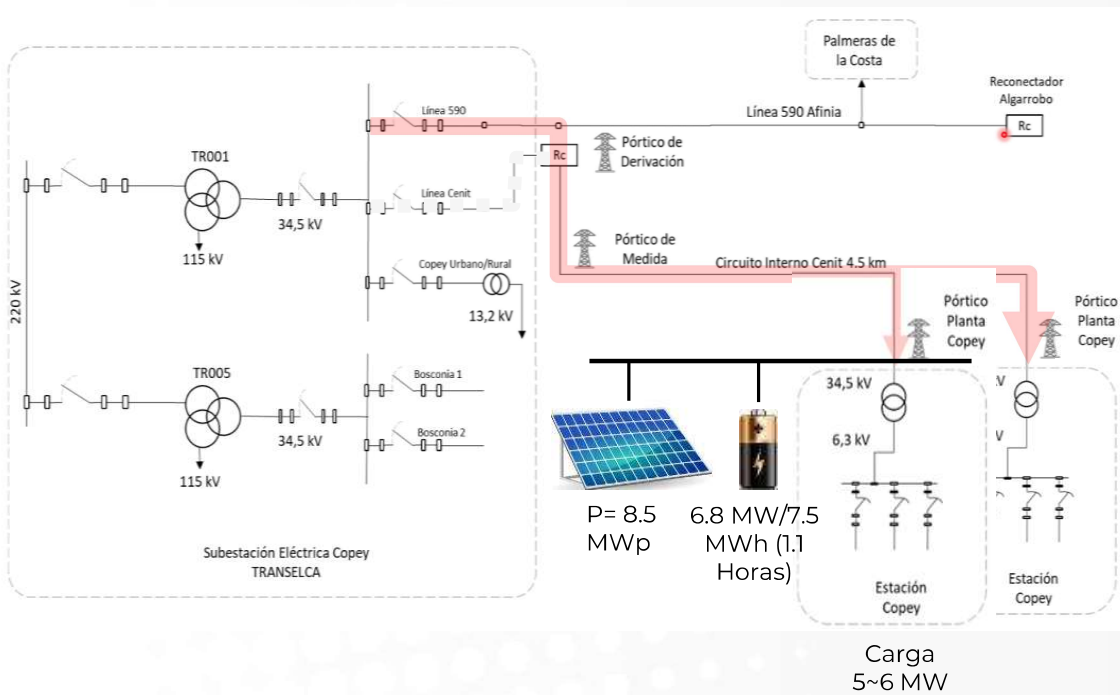 Palmeras de
la Costa
Reconectador
Algarrobo
Línea 590
Línea 590 Afinia
Rc
Rc
Pórtico de
Derivación
TR001
Línea Cenit
34,5 kV
115 kV
Pórtico de
Medida
Circuito Interno Cenit 4.5 km
Copey Urbano/Rural
13,2 kV
220 kV
Pórtico
Planta
Copey
Pórtico
Planta
Copey
TR005
Bosconia 1
34,5 kV
Bosconia 2
115 kV
34,5 kV
V
6,3 kV
V
P= 8.5
MWp
6.8 MW/7.5
MWh (1.1
Horas)
Subestación Eléctrica Copey
TRANSELCA
Estación
Copey
Estación
Copey
Carga
5~6 MW